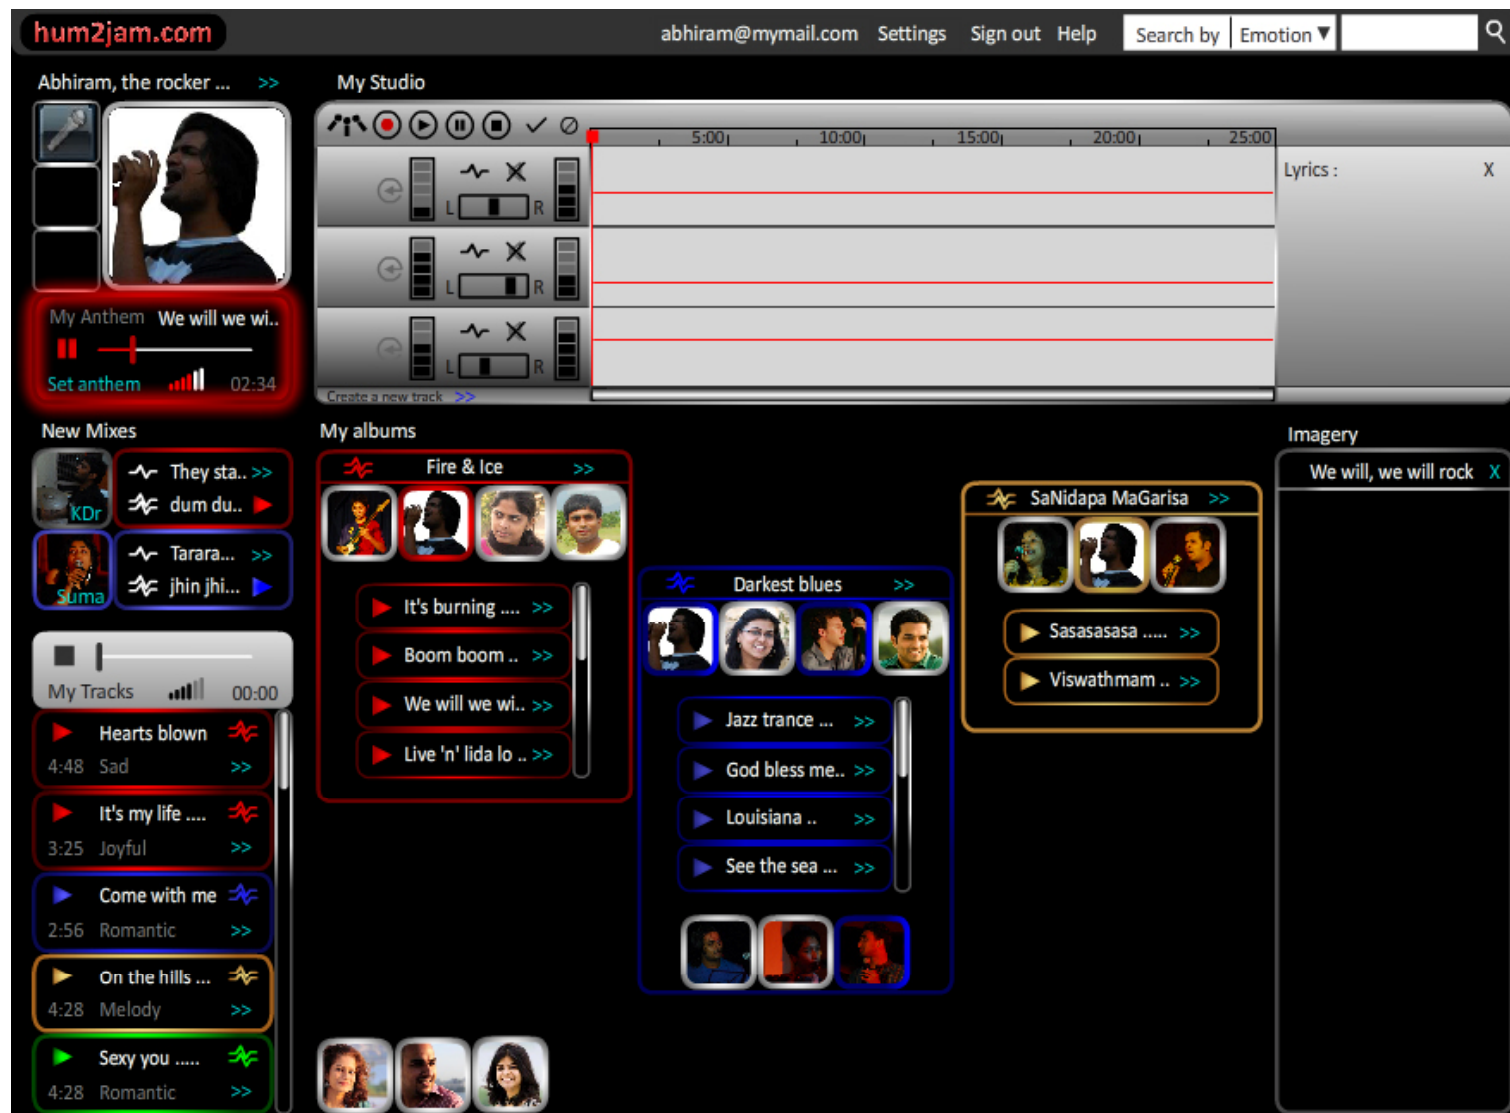 hum2jam.com
abhiram@mymail.com Settings Sign out Help Search by Emotion ▼
Abhiram, the rocker ... >>
My Studio
5:00 10:00 15:00 20:00 25:00
Lyrics : X
L R
L R
L R
Create a new track >>
My Anthem We will we wi..
Set anthem 02:34
New Mixes
KDr
They sta.. >>
dum du..
Suma
Tarara... >>
jhin jhi...
My Tracks 00:00
Hearts blown
4:48 Sad >>
It's my life ....
3:25 Joyful >>
Come with me
2:56 Romantic >>
On the hills ...
4:28 Melody >>
Sexy you .....
4:28 Romantic >>
My albums
Fire & Ice >>
It's burning .... >>
Boom boom .. >>
We will we wi.. >>
Live 'n' lida lo .. >>
Darkest blues >>
Jazz trance ... >>
God bless me.. >>
Louisiana .. >>
See the sea ... >>
SaNidapa MaGarisa >>
Sasasasasa ..... >>
Viswathmam .. >>
Imagery
We will, we will rock X